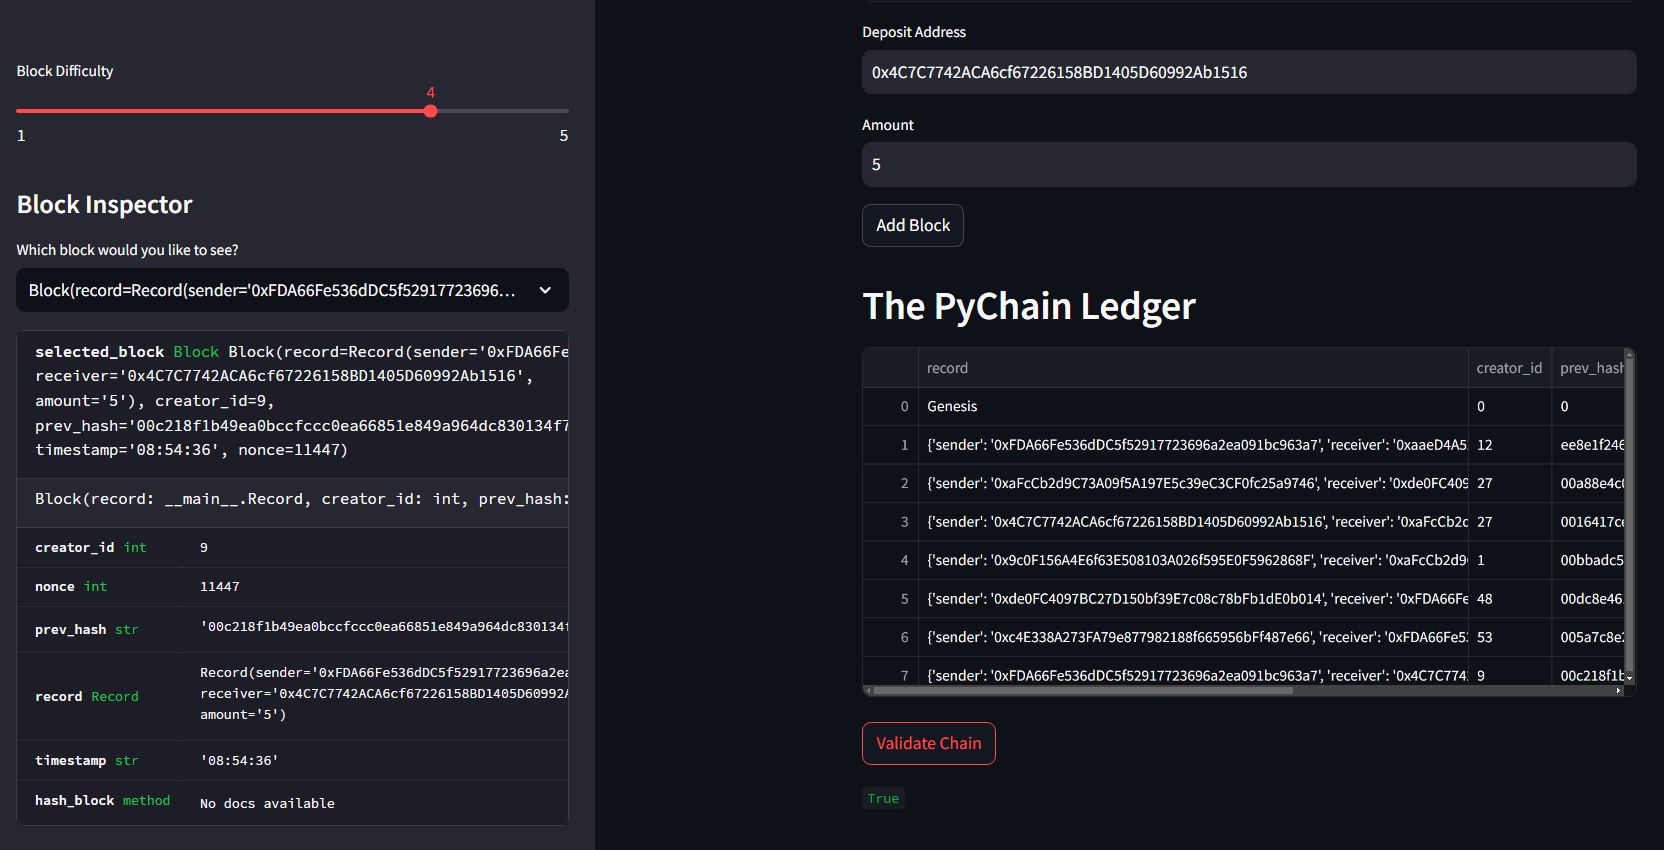 Block Difficulty
4
1 5
Block Inspector
Which block would you like to see?
Block(record=Record(sender='0xFDA66Fe536dDC5f52917723696...
selected_block Block Block(record=Record(sender='0xFDA66Fe
receiver='0x4C7C7742ACA6cf67226158BD1405D60992Ab1516',
amount='5'), creator_id=9,
prev_hash='00c218f1b49ea0bccfccc0ea66851e849a964dc830134f7
timestamp='08:54:36', nonce=11447)
Block(record: __main__.Record, creator_id: int, prev_hash:
creator_id int 9
nonce int 11447
prev_hash str '00c218f1b49ea0bccfccc0ea66851e849a964dc830134f
record Record
Record(sender='0xFDA66Fe536dDC5f52917723696a2ea
receiver='0x4C7C7742ACA6cf67226158BD1405D60992A
amount='5')
timestamp str '08:54:36'
hash_block method No docs available
Deposit Address
0x4C7C7742ACA6cf67226158BD1405D60992Ab1516
Amount
5
Add Block
The PyChain Ledger
record creator_id prev_hash
0 Genesis 0 0
1 {'sender': '0xFDA66Fe536dDC5f52917723696a2ea091bc963a7', 'receiver': '0xaaeD4A5 12 ee8e1f246
2 {'sender': '0xaFcCb2d9C73A09f5A197E5c39eC3CF0fc25a9746', 'receiver': '0xde0FC409 27 00a88e4c0
3 {'sender': '0x4C7C7742ACA6cf67226158BD1405D60992Ab1516', 'receiver': '0xaFcCb2d 27 0016417ce
4 {'sender': '0x9c0F156A4E6f63E508103A026f595E0F5962868F', 'receiver': '0xaFcCb2d9 1 00bbadc5
5 {'sender': '0xde0FC4097BC27D150bf39E7c08c78bFb1dE0b014', 'receiver': '0xFDA66Fe 48 00dc8e46
6 {'sender': '0xc4E338A273FA79e877982188f665956bFf487e66', 'receiver': '0xFDA66Fe53 53 005a7c8e2
7 {'sender': '0xFDA66Fe536dDC5f52917723696a2ea091bc963a7', 'receiver': '0x4C7C774 9 00c218f1b
Validate Chain
True